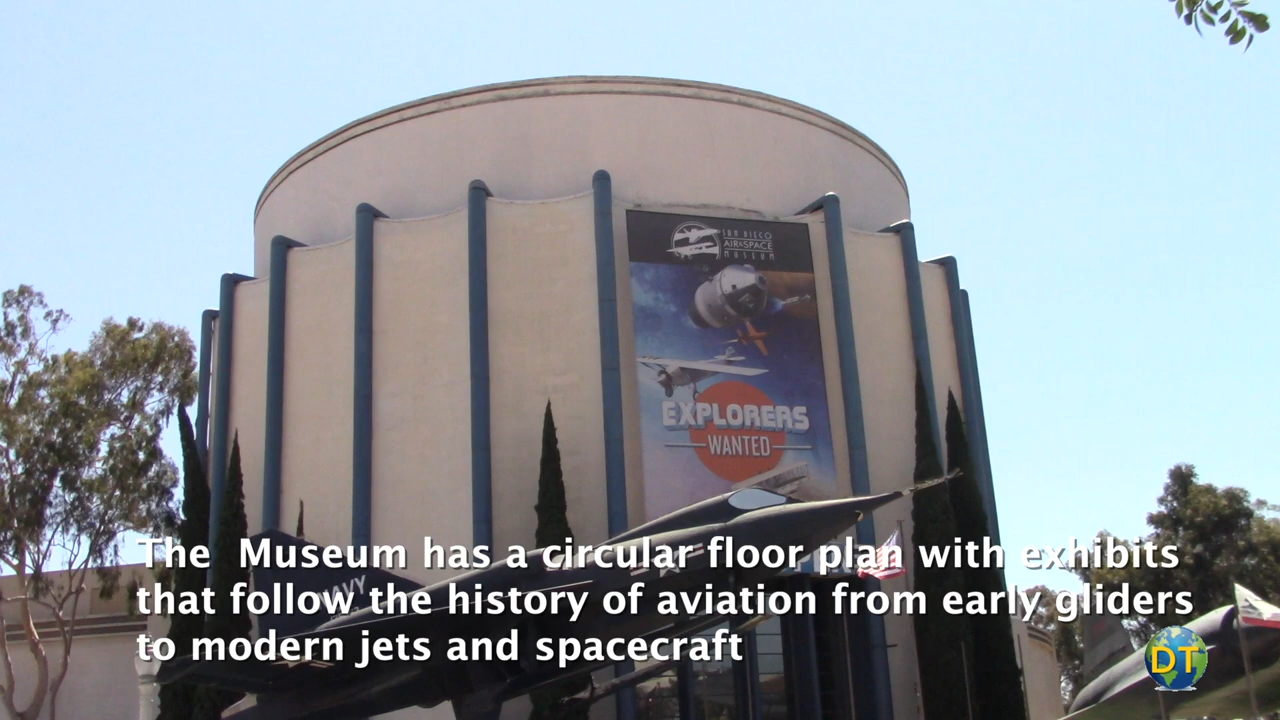 SAN DIEGO
AIR & SPACE
MUSEUM
EXPLORERS
WANTED
NAVY
The  Museum has a circular floor plan with exhibits
that follow the history of aviation from early gliders
to modern jets and spacecraft
DT